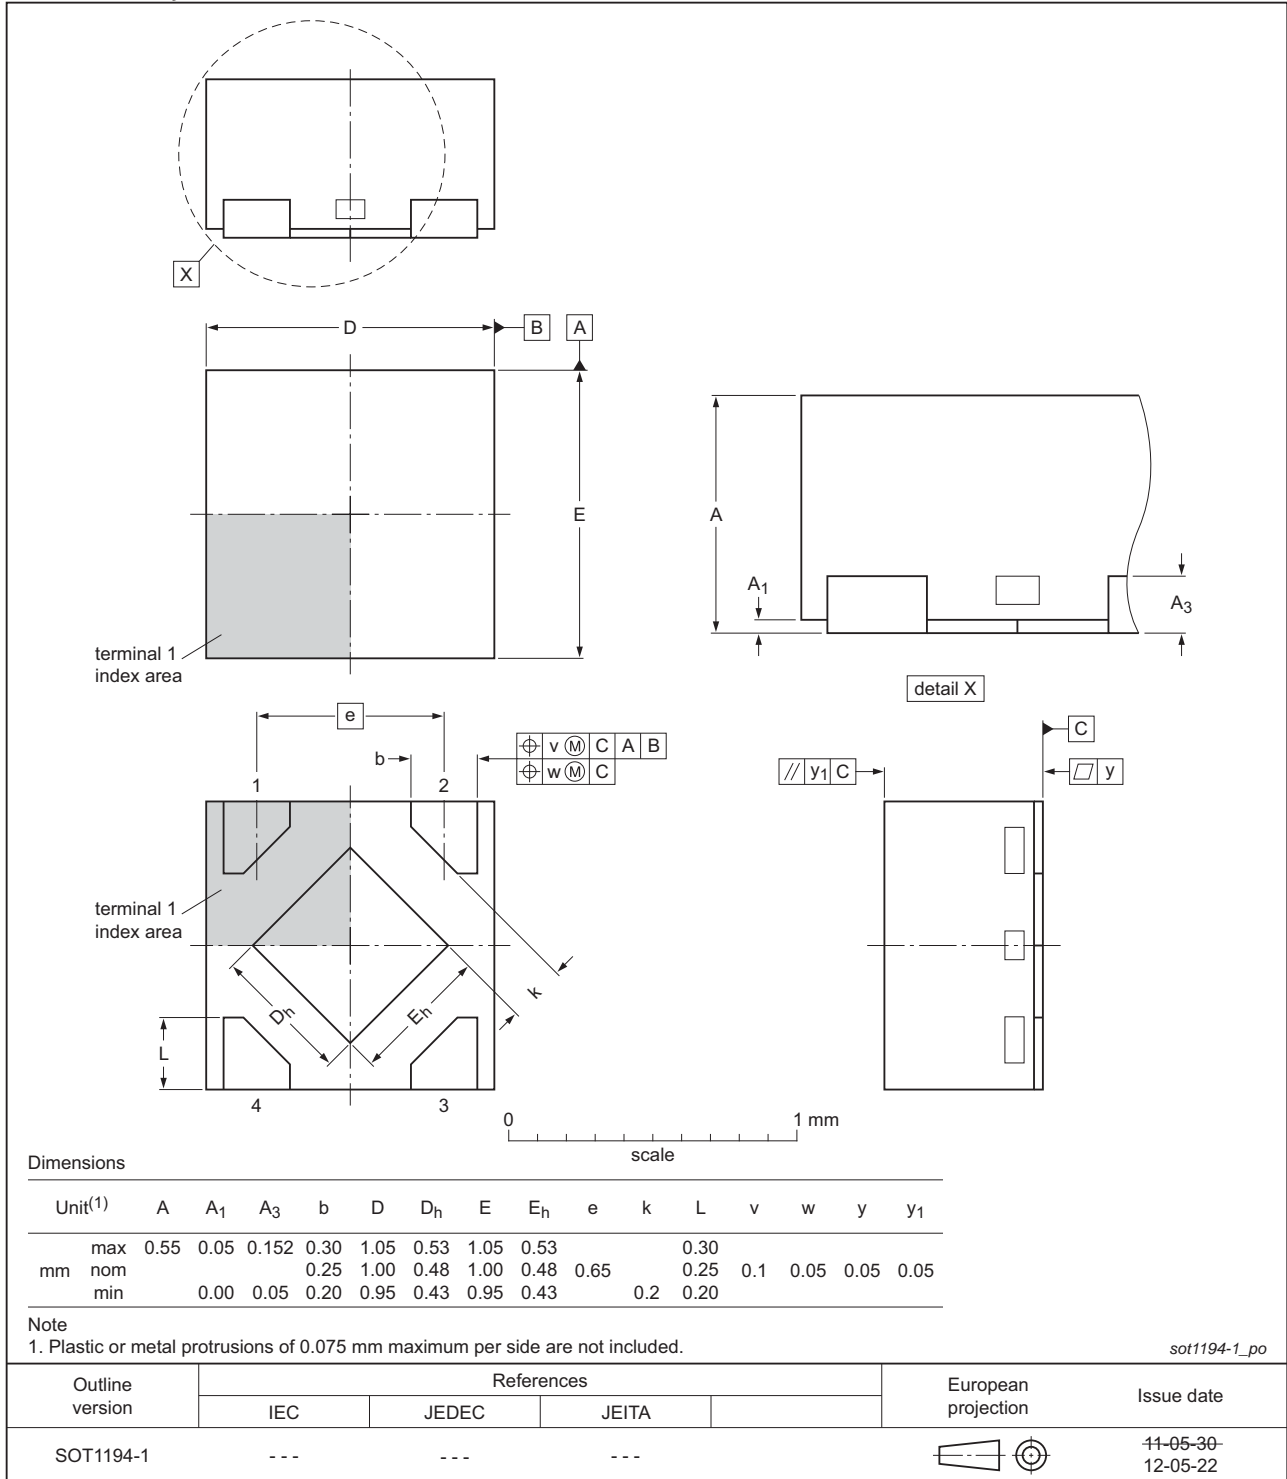 X
D
B
A
E
terminal 1
index area
A
A1
A3
detail X
e
b
v M C A B
w M C
1
2
terminal 1
index area
k
Dh
Eh
L
4
3
C
// y1 C
y
0
1 mm
scale
Dimensions
Unit(1) A A1 A3 b D Dh E Eh e k L v w y y1
max 0.55 0.05 0.152 0.30 1.05 0.53 1.05 0.53 0.30
mm nom 0.25 1.00 0.48 1.00 0.48 0.65 0.25 0.1 0.05 0.05 0.05
min 0.00 0.05 0.20 0.95 0.43 0.95 0.43 0.2 0.20
Note
1. Plastic or metal protrusions of 0.075 mm maximum per side are not included.
sot1194-1_po
Outline version
References
European projection
Issue date
IEC JEDEC JEITA
SOT1194-1 - - - - - - - - -
11-05-30
12-05-22